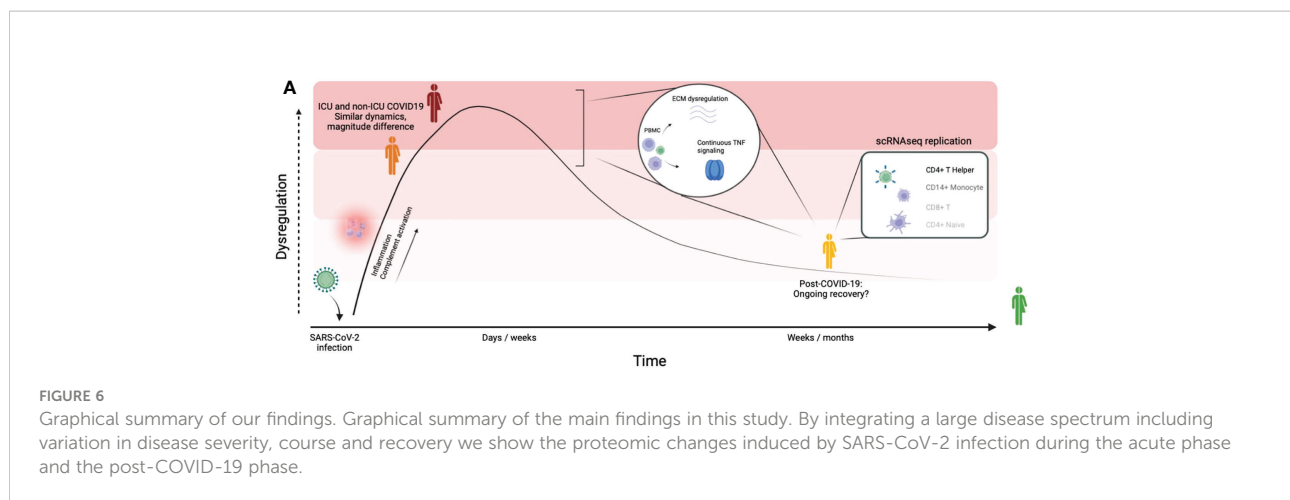 A
ICU and non-ICU COVID19
Similar dynamics,
magnitude difference
Dysregulation
Inflammation
Complement activation
SARS-CoV-2
infection
Days / weeks
Time
Weeks / months
ECM dysregulation
PBMC
Continuous TNF
signaling
scRNAseq replication
CD4+ T Helper
CD14+ Monocyte
CD8+ T
CD4+ Naive
Post-COVID-19:
Ongoing recovery?
FIGURE 6
Graphical summary of our findings. Graphical summary of the main findings in this study. By integrating a large disease spectrum including
variation in disease severity, course and recovery we show the proteomic changes induced by SARS-CoV-2 infection during the acute phase
and the post-COVID-19 phase.